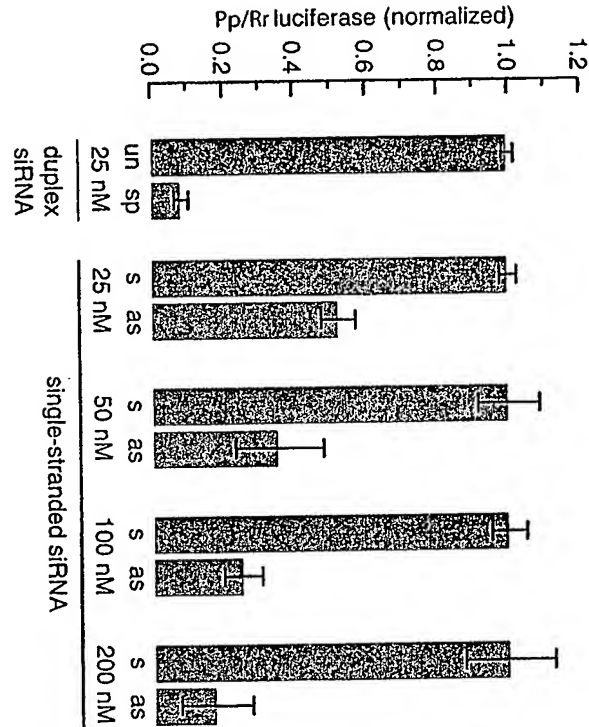 Pp/Rr luciferase (normalized)
1.2
1.0
0.8
0.6
0.4
0.2
0.0
un sp s as s as s as s as
25 nM 25 nM 50 nM 100 nM 200 nM
duplex
siRNA
single-stranded siRNA